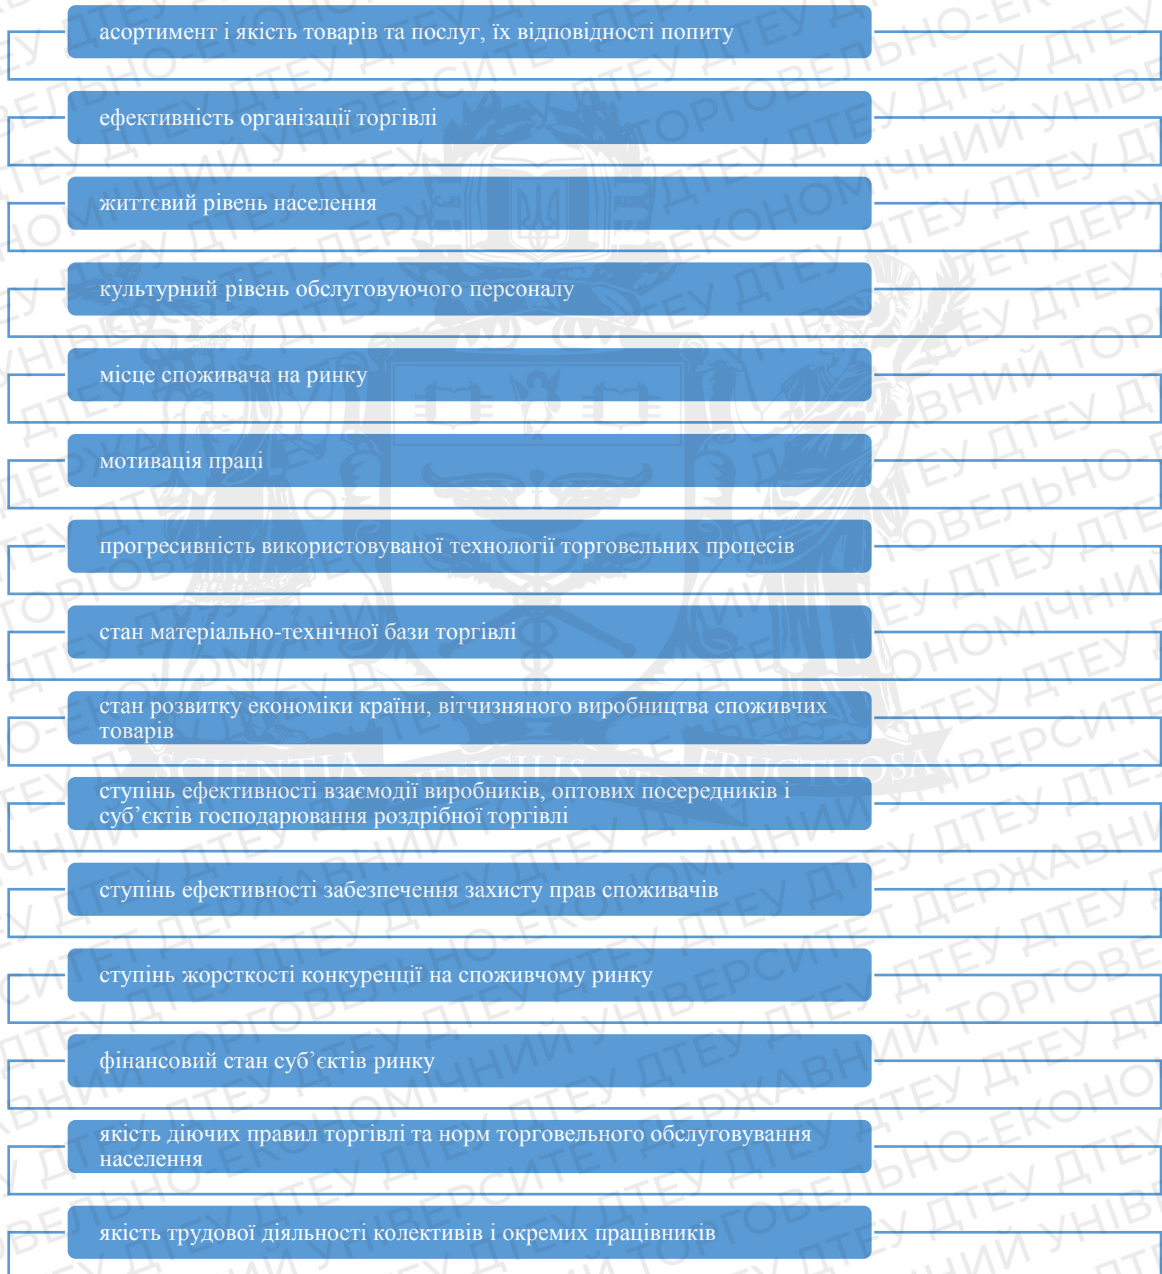 асортимент і якість товарів та послуг, їх відповідності попиту
ефективність організації торгівлі
життєвий рівень населення
культурний рівень обслуговуючого персоналу
місце споживача на ринку
мотивація праці
прогресивність використовуваної технології торговельних процесів
стан матеріально-технічної бази торгівлі
стан розвитку економіки країни, вітчизняного виробництва споживчих
товарів
ступінь ефективності взаємодії виробників, оптових посередників і
суб’єктів господарювання роздрібної торгівлі
ступінь ефективності забезпечення захисту прав споживачів
ступінь жорсткості конкуренції на споживчому ринку
фінансовий стан суб’єктів ринку
якість діючих правил торгівлі та норм торговельного обслуговування
населення
якість трудової діяльності колективів і окремих працівників